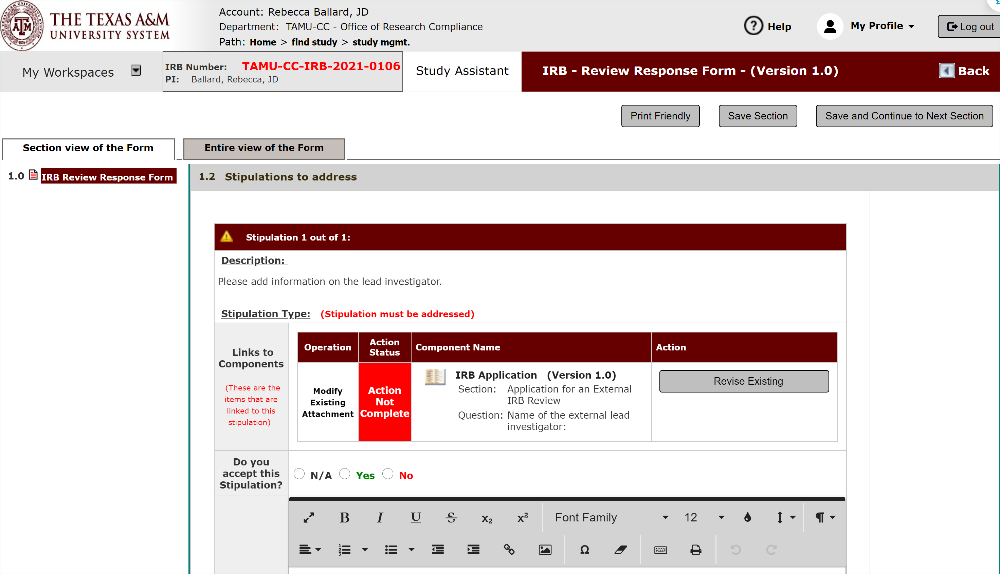 THE TEXAS A&M
UNIVERSITY SYSTEM
Account: Rebecca Ballard, JD
Department: TAMU-CC - Office of Research Compliance
Path: Home > find study > study mgmt.
Help
My Profile
Log out
My Workspaces
IRB Number: TAMU-CC-IRB-2021-0106
PI: Ballard, Rebecca, JD
Study Assistant
IRB - Review Response Form - (Version 1.0)
Back
Print Friendly
Save Section
Save and Continue to Next Section
Section view of the Form
Entire view of the Form
1.0 IRB Review Response Form
1.2 Stipulations to address
Stipulation 1 out of 1:
Description:
Please add information on the lead investigator.
Stipulation Type: (Stipulation must be addressed)
Links to
Components
(These are the
items that are
linked to this
stipulation)
Operation
Action
Status
Component Name
Action
Modify
Existing
Attachment
Action
Not
Complete
IRB Application (Version 1.0)
Section: Application for an External
IRB Review
Question: Name of the external lead
investigator:
Revise Existing
Do you
accept this
Stipulation?
N/A Yes No
B I U S x₂ x² Font Family 12 ¶
Ω